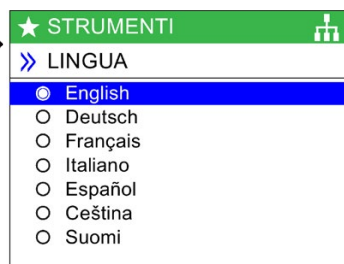 STRUMENTI
LINGUA
English
Deutsch
Français
Italiano
Español
Ceština
Suomi